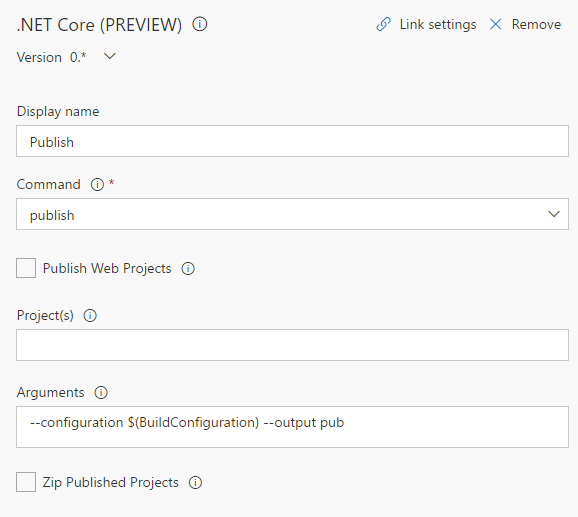 .NET Core (PREVIEW) Link settings Remove
Version 0.*
Display name
Publish
Command *
publish
Publish Web Projects
Project(s)
Arguments
--configuration $(BuildConfiguration) --output pub
Zip Published Projects